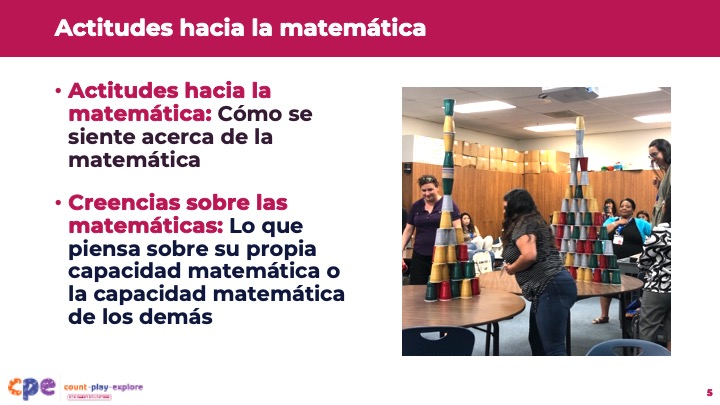 Actitudes hacia la matemática
• Actitudes hacia la
matemática: Cómo se
siente acerca de la
matemática
• Creencias sobre las
matemáticas: Lo que
piensa sobre su propia
capacidad matemática o
la capacidad matemática
de los demás
cpe count-play-explore
5